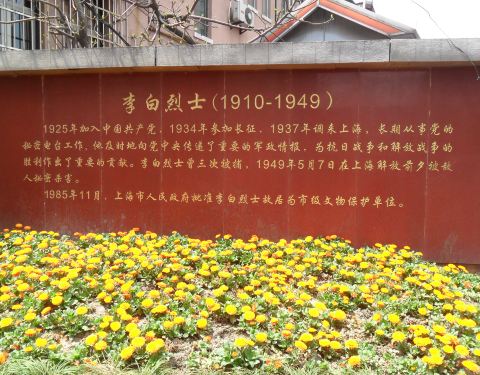 李白烈士(1910-1949)
1925年加入中国共产党，1934年参加长征，1937年调来上海，长期从事党的
秘密电台工作，他及时地向党中央传递了重要的军政情报，为抗日战争和解放战争的
胜利作出了重要的贡献。李白烈士曾三次被捕，1949年5月7日在上海解放前夕被敌
人秘密杀害。
1985年11月，上海市人民政府批准李白烈士故居为市级文物保护单位。